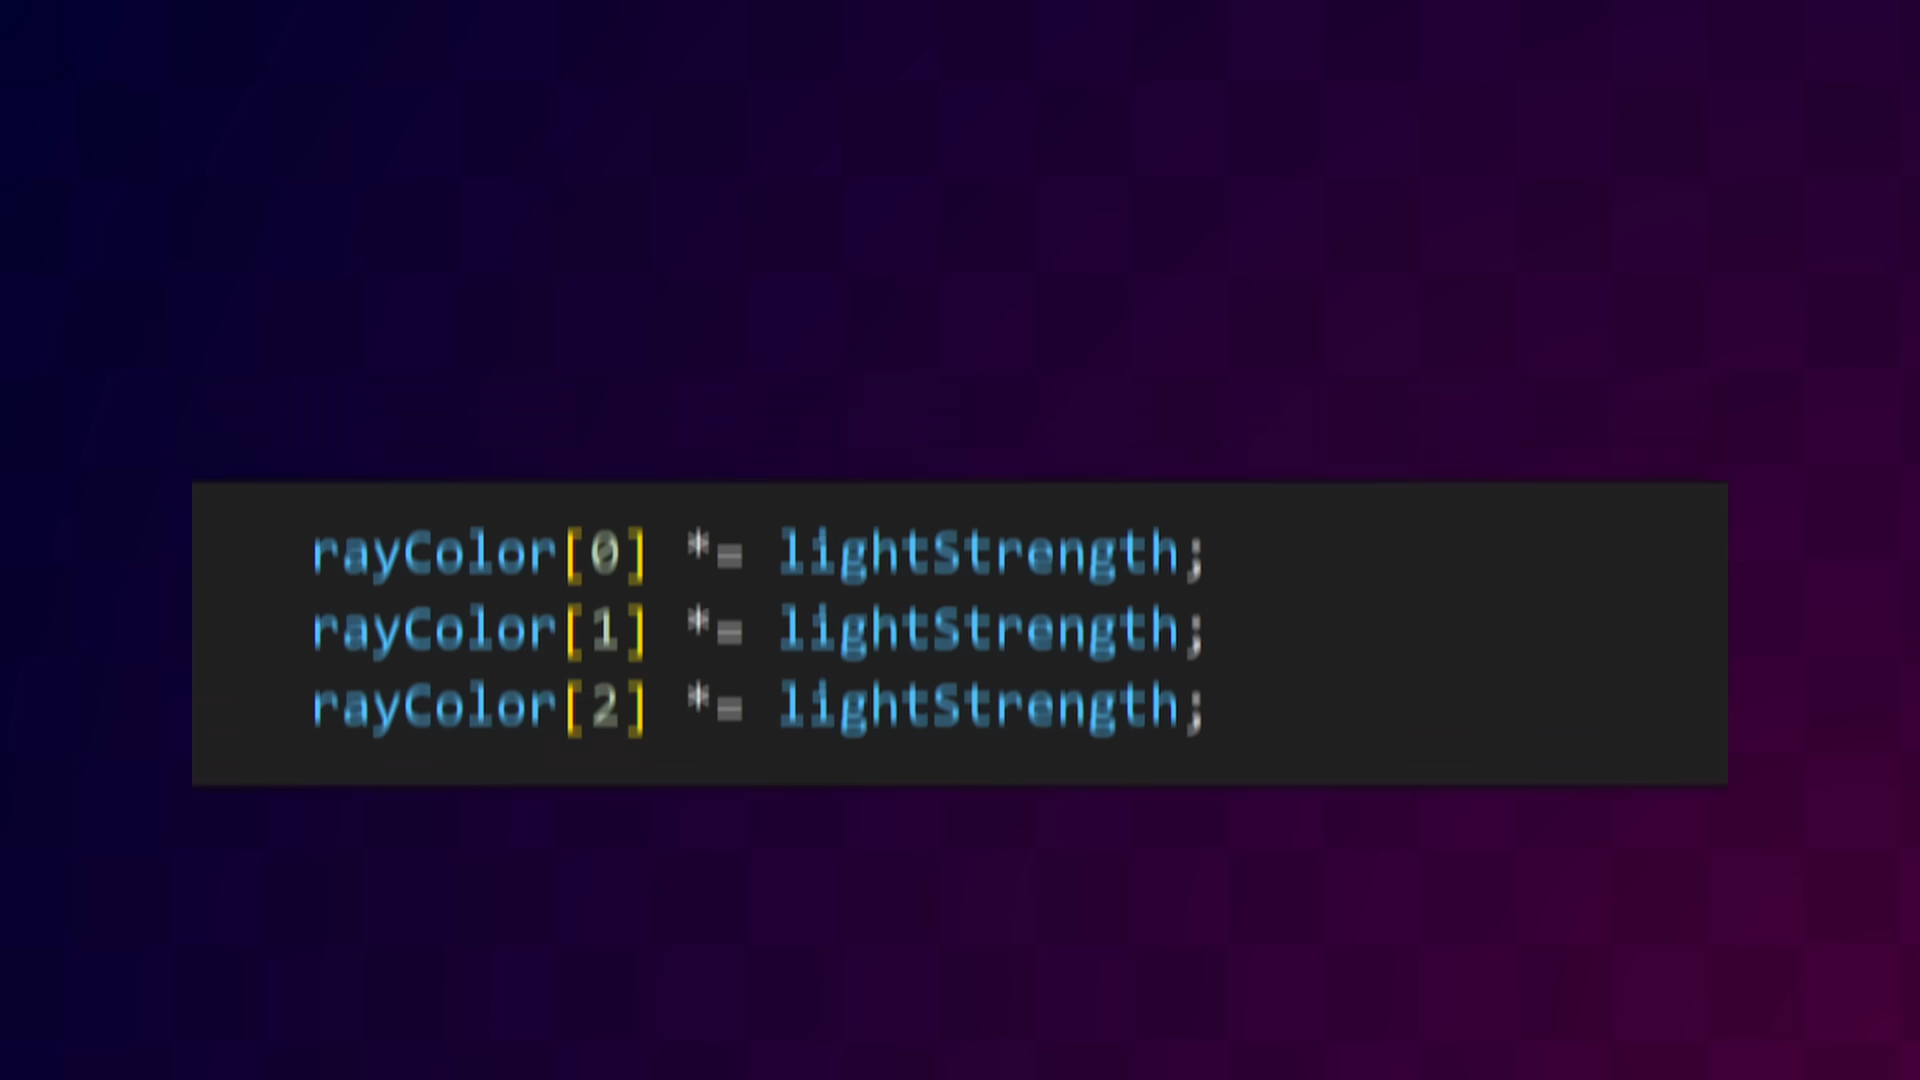 rayColor[0] *= lightStrength;
rayColor[1] *= lightStrength;
rayColor[2] *= lightStrength;